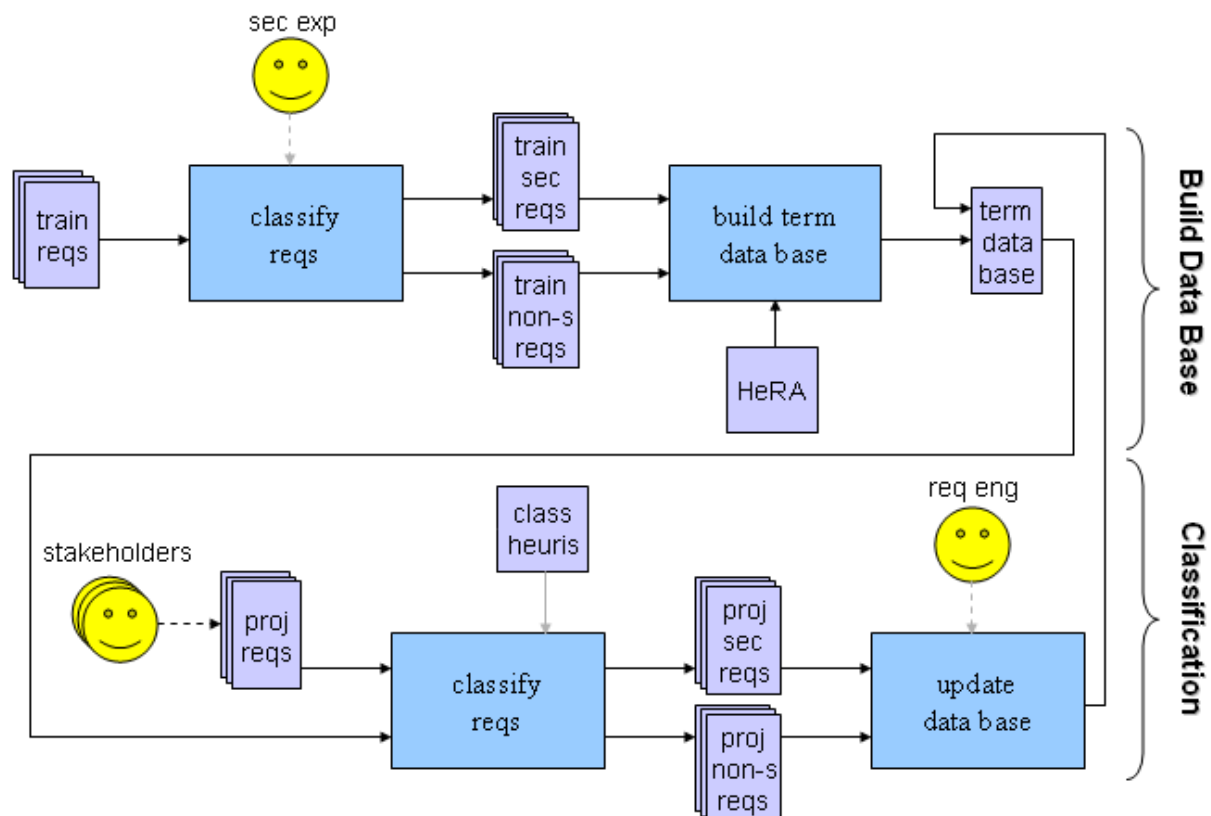 sec exp
train
reqs
classify
reqs
train
sec
reqs
train
non-s
reqs
build term
data base
HeRA
term
data
base
Build Data Base
stakeholders
proj
reqs
class
heuris
classify
reqs
proj
sec
reqs
proj
non-s
reqs
req eng
update
data base
Classification